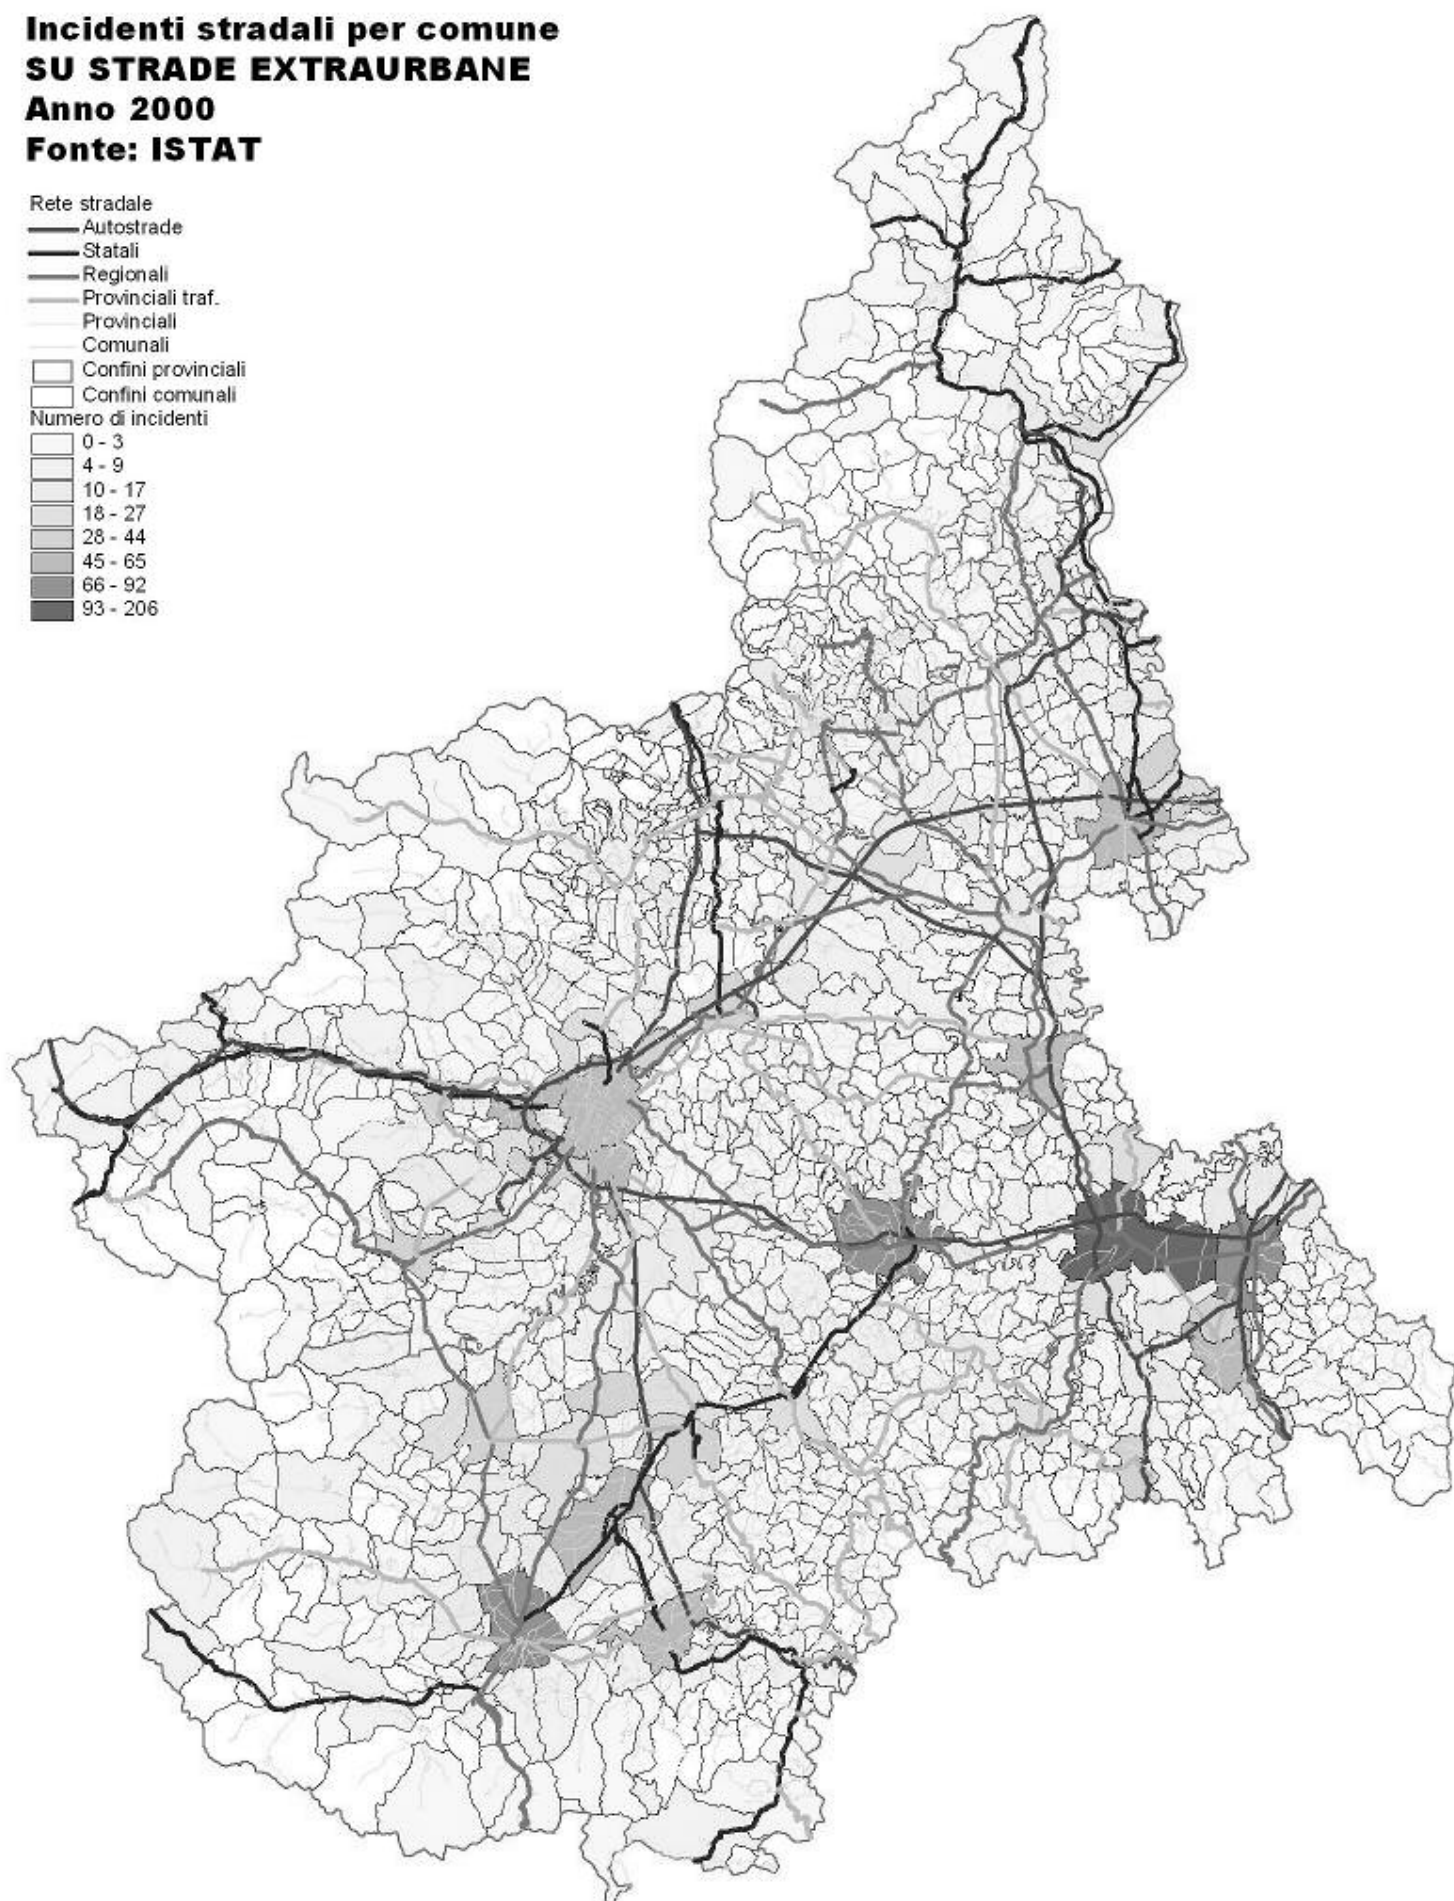 Incidenti stradali per comune
SU STRADE EXTRAURBANE
Anno 2000
Fonte: ISTAT
Rete stradale
Autostrade
Statali
Regionali
Provinciali traf.
Provinciali
Comunali
Confini provinciali
Confini comunali
Numero di incidenti
0 - 3
4 - 9
10 - 17
18 - 27
28 - 44
45 - 65
66 - 92
93 - 206